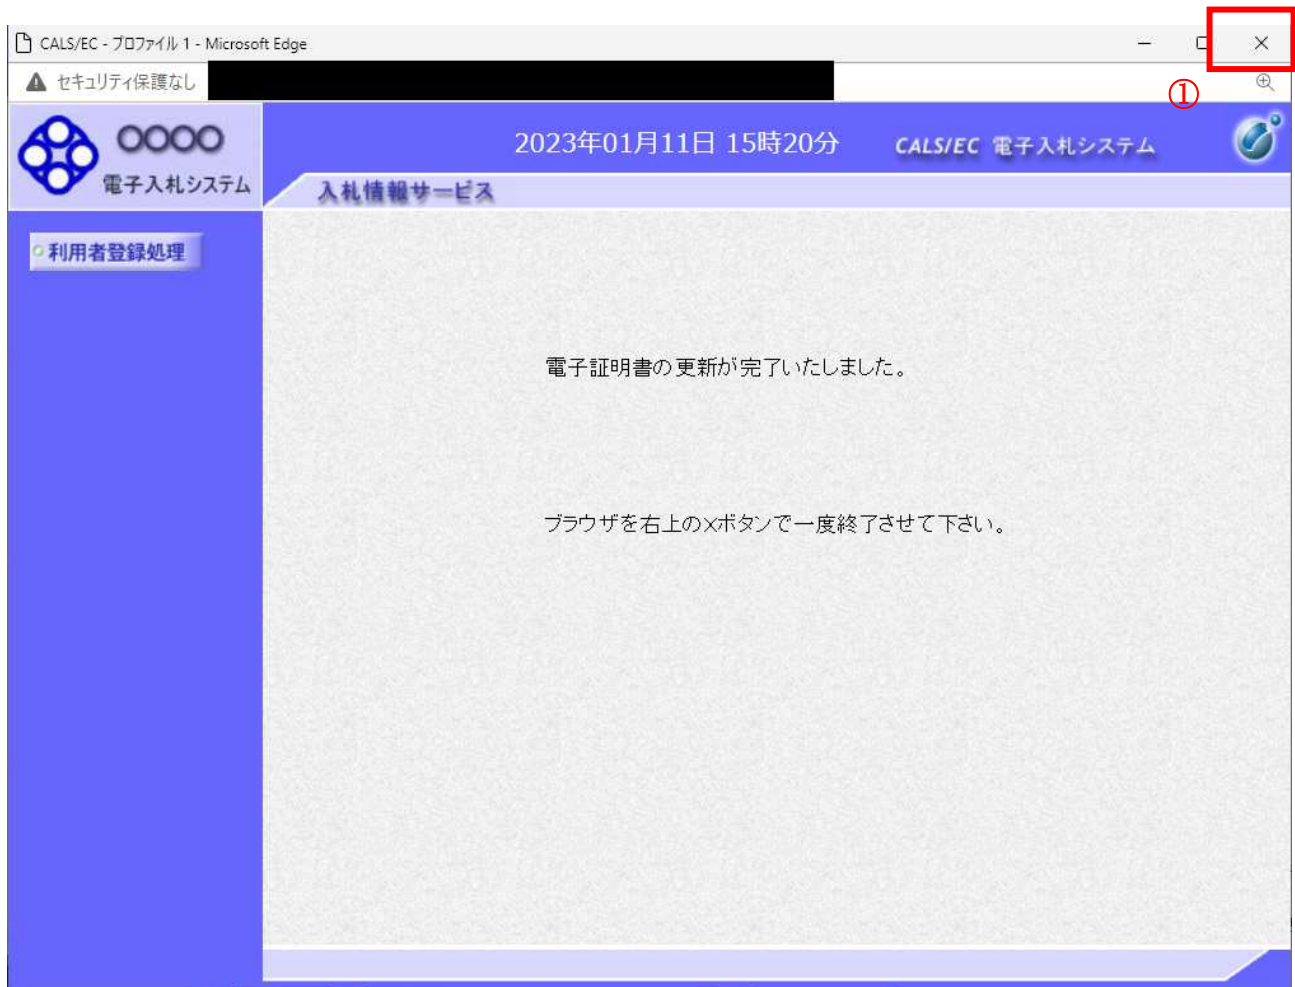 CALS/EC - プロファイル 1 - Microsoft Edge
セキュリティ保護なし
①
〇〇〇〇
電子入札システム
2023年01月11日 15時20分
CALS/EC 電子入札システム
入札情報サービス
利用者登録処理
電子証明書の更新が完了いたしました。
ブラウザを右上の×ボタンで一度終了させて下さい。